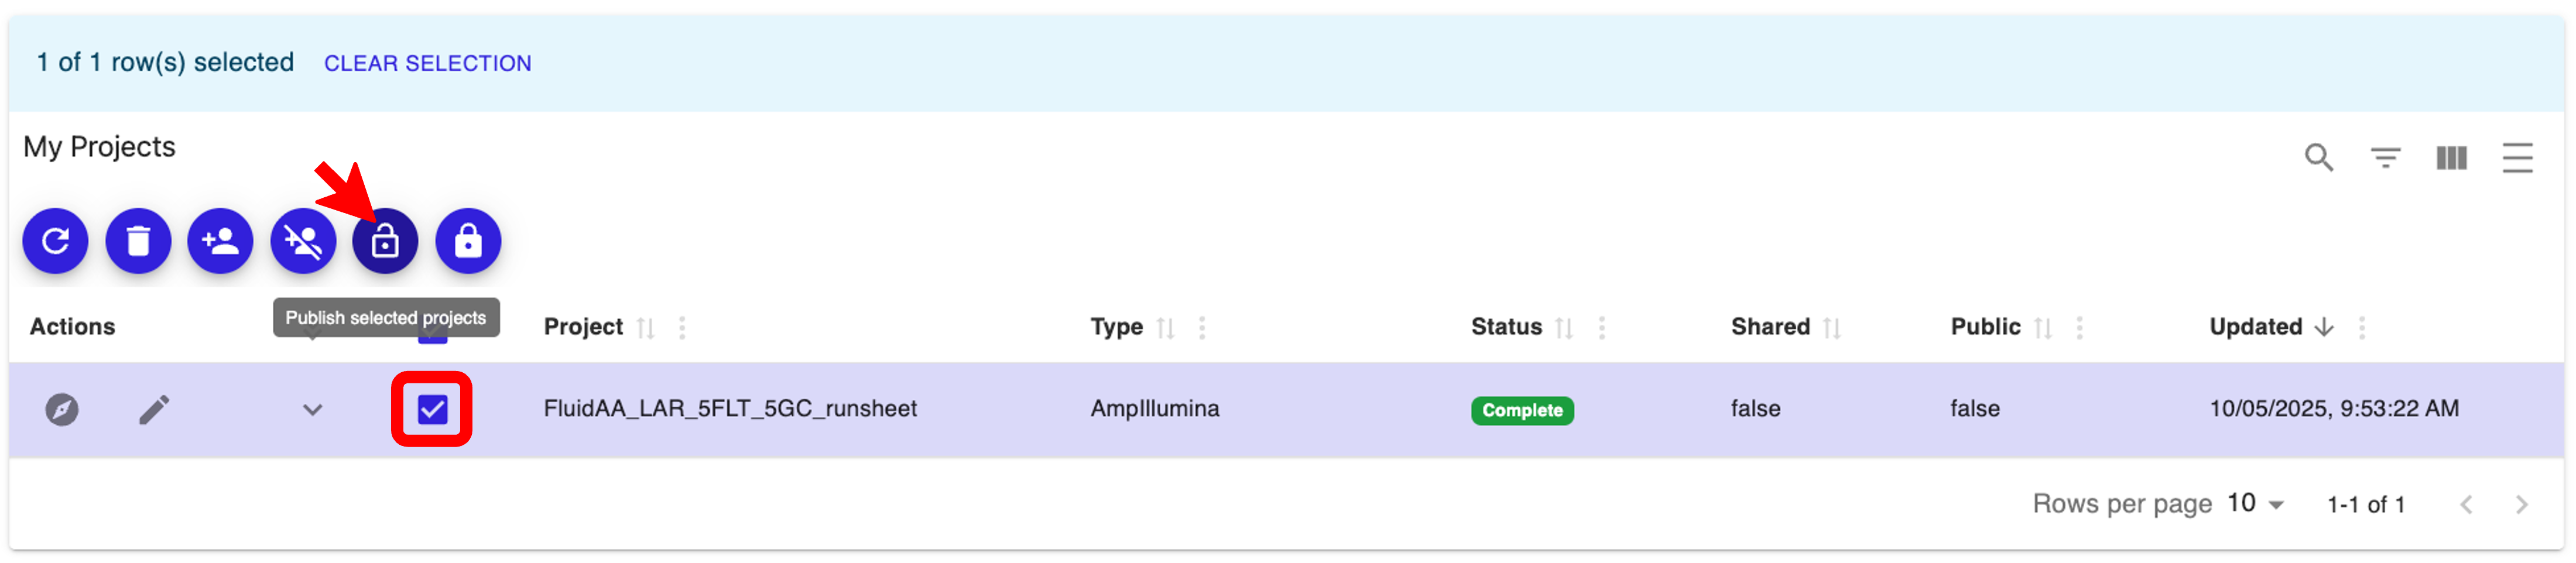 1 of 1 row(s) selected CLEAR SELECTION
My Projects
Publish selected projects
Actions Project Type Status Shared Public Updated
FluidAA_LAR_5FLT_5GC_runsheet AmpIllumina Complete false false 10/05/2025, 9:53:22 AM
Rows per page 10 1-1 of 1